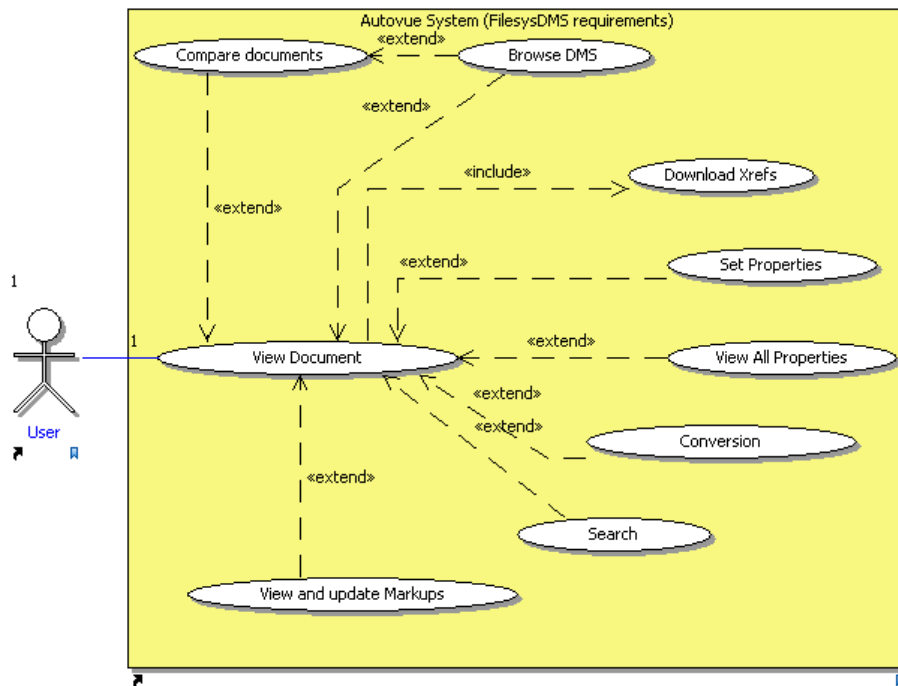 Autovue System (FilesysDMS requirements)
«extend»
Compare documents
Browse DMS
«extend»
«include»
Download Xrefs
«extend»
«extend»
Set Properties
1
1
«extend»
View Document
View All Properties
«extend»
User
«extend»
Conversion
«extend»
Search
View and update Markups